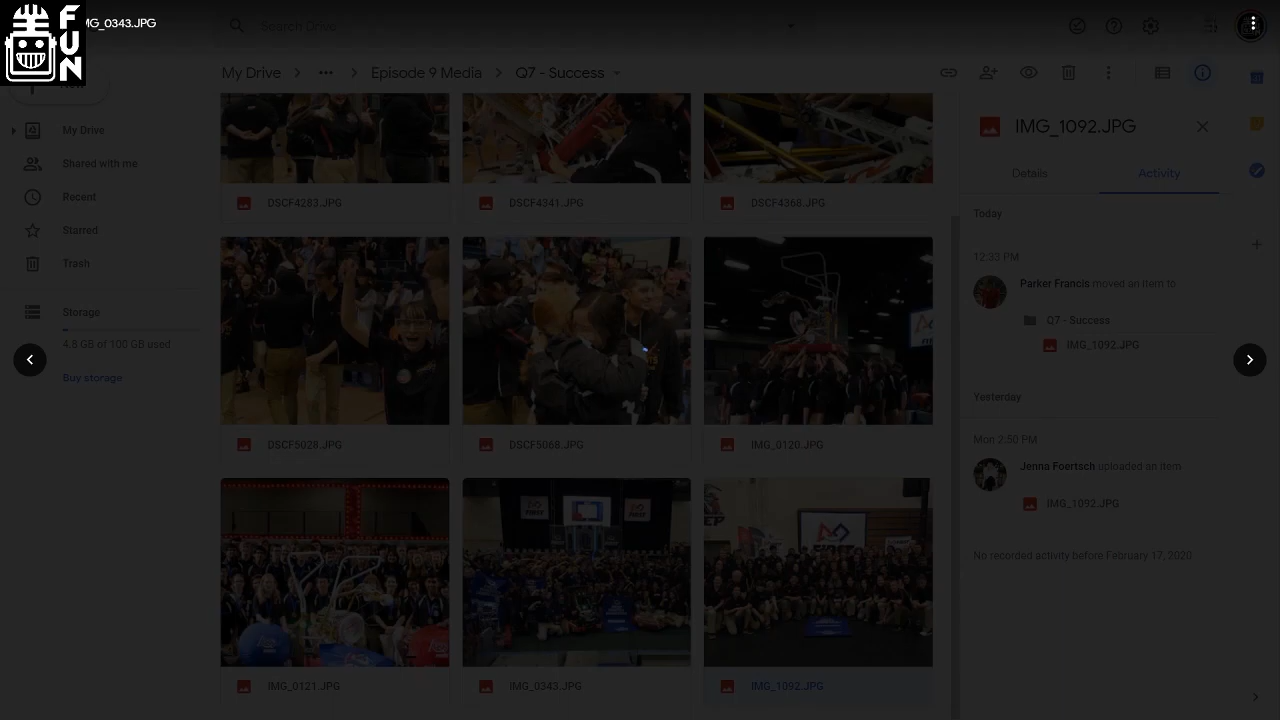 FUN
MG_0343.JPG
Search Drive
My Drive
Episode 9 Media
Q7 - Success
My Drive
Shared with me
Recent
Starred
Trash
Storage
4.8 GB of 100 GB used
Buy storage
DSCF4283.JPG
DSCF4341.JPG
DSCF4368.JPG
DSCF5028.JPG
DSCF5068.JPG
IMG_0120.JPG
IMG_0121.JPG
IMG_0343.JPG
IMG_1092.JPG
IMG_1092.JPG
Details
Activity
Today
12:33 PM
Parker Francis moved an item to
Q7 - Success
IMG_1092.JPG
Yesterday
Mon 2:50 PM
Jenna Foertsch uploaded an item
IMG_1092.JPG
No recorded activity before February 17, 2020